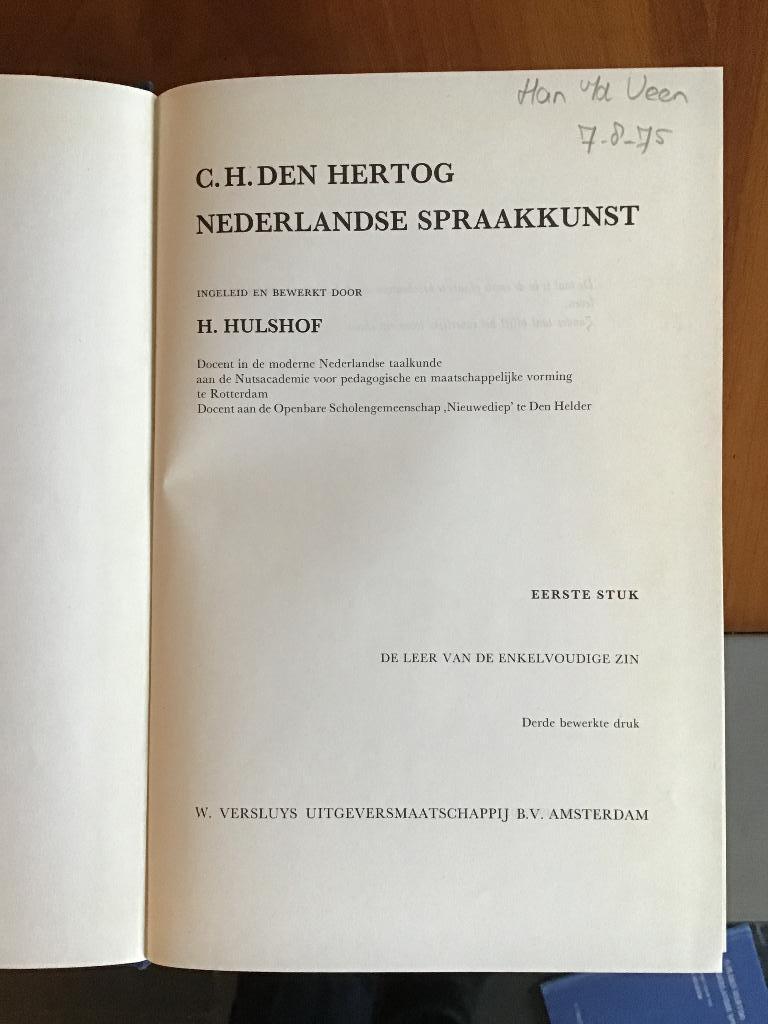 Han v/d Veen
7-8-75
C. H. DEN HERTOG
NEDERLANDSE SPRAAKKUNST
INGELEID EN BEWERKT DOOR
H. HULSHOF
Docent in de moderne Nederlandse taalkunde
aan de Nutsacademie voor pedagogische en maatschappelijke vorming
te Rotterdam
Docent aan de Openbare Scholengemeenschap ‚Nieuwediep’ te Den Helder
EERSTE STUK
DE LEER VAN DE ENKELVOUDIGE ZIN
Derde bewerkte druk
W. VERSLUYS UITGEVERSMAATSCHAPPIJ B.V. AMSTERDAM